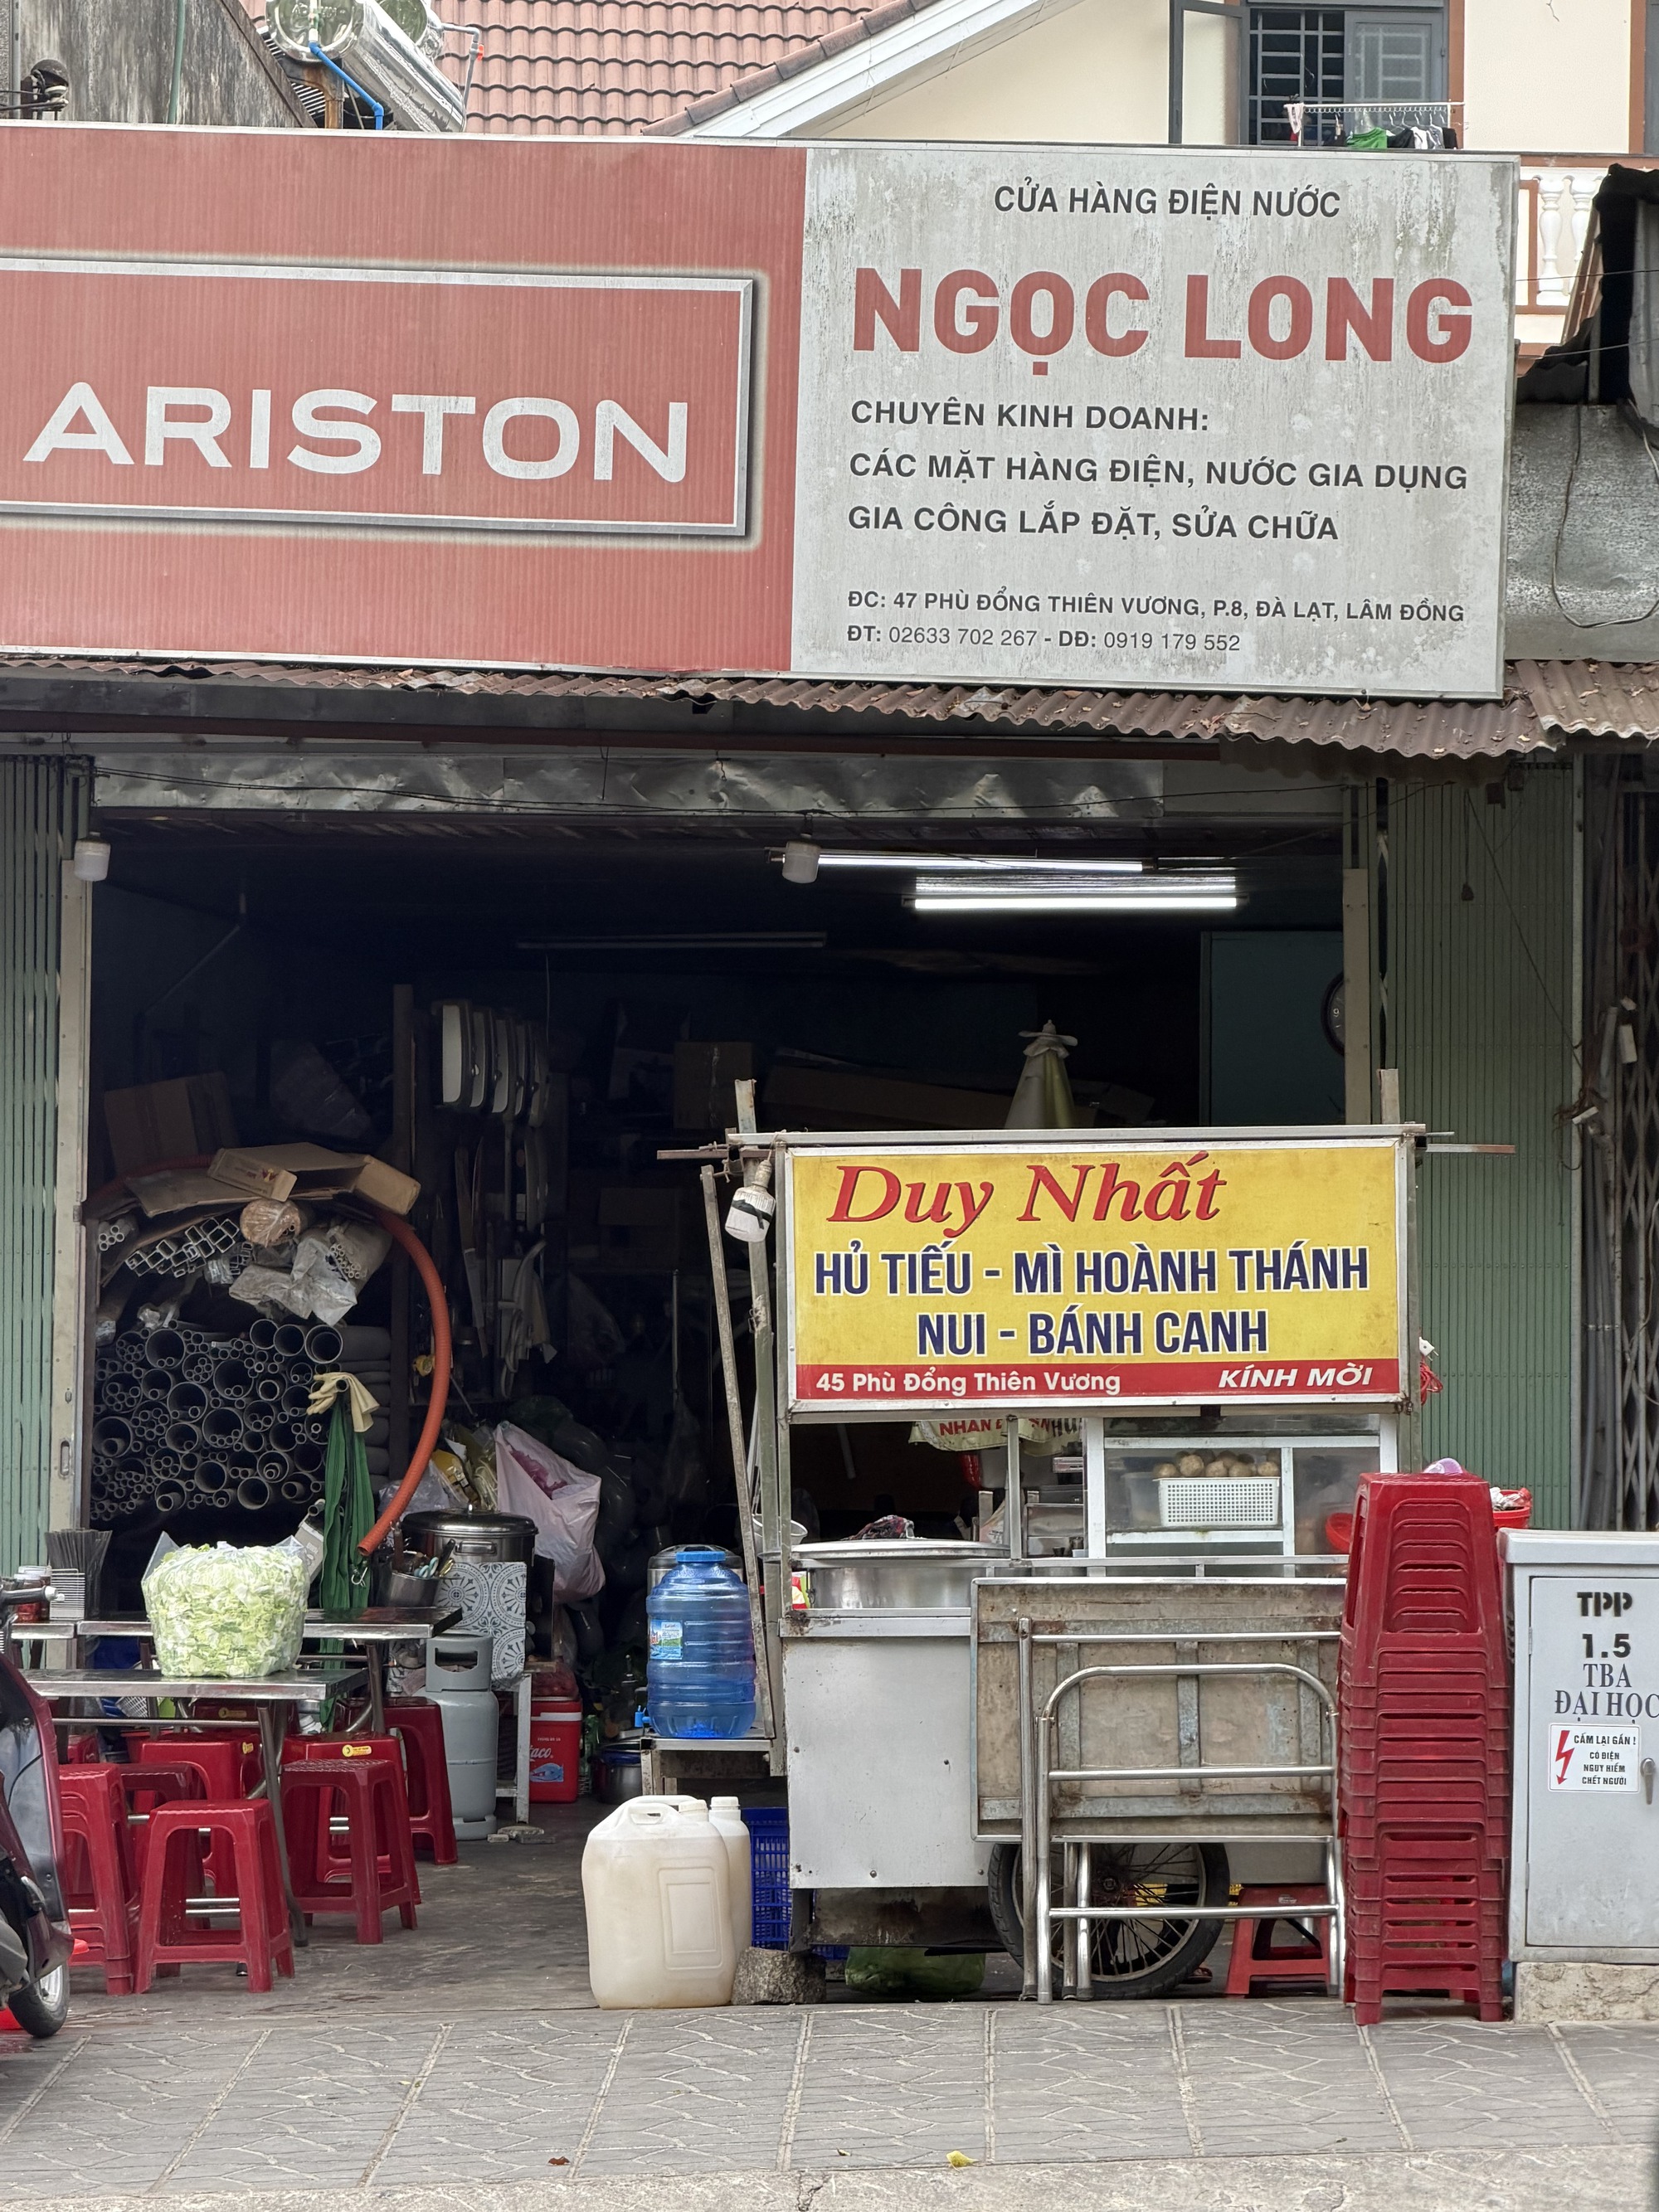 ARISTON
CỬA HÀNG ĐIỆN NƯỚC
NGỌC LONG
CHUYÊN KINH DOANH:
CÁC MẶT HÀNG ĐIỆN, NƯỚC GIA DỤNG
GIA CÔNG LẮP ĐẶT, SỬA CHỮA
ĐC: 47 PHÙ ĐỔNG THIÊN VƯƠNG, P.8, ĐÀ LẠT, LÂM ĐỒNG
ĐT: 02633 702 267 - DĐ: 0919 179 552
Duy Nhất
HỦ TIẾU - MÌ HOÀNH THÁNH
NUI - BÁNH CANH
45 Phù Đổng Thiên Vương
KÍNH MỜI
TPP
1.5
TBA
ĐẠI HỌC
CẤM LẠI GẦN !
CÓ ĐIỆN
NGUY HIỂM
CHẾT NGƯỜI